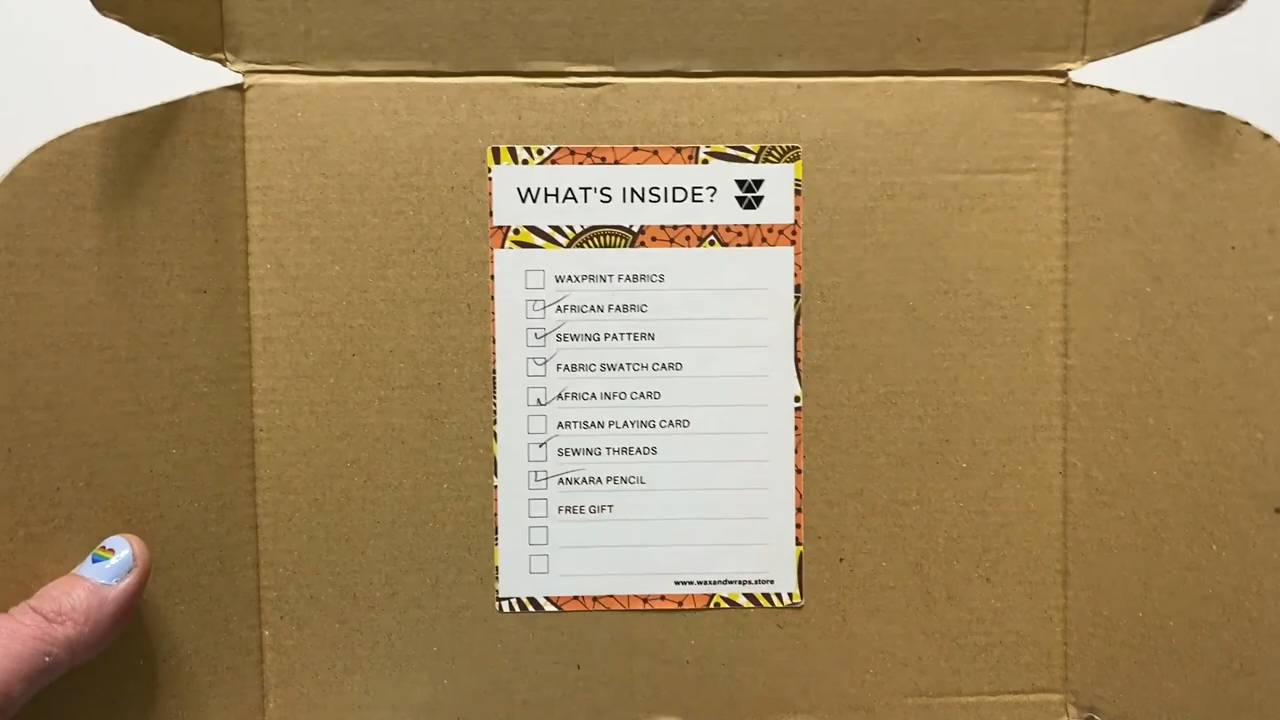 WHAT'S INSIDE?
WAXPRINT FABRICS
AFRICAN FABRIC
SEWING PATTERN
FABRIC SWATCH CARD
AFRICA INFO CARD
ARTISAN PLAYING CARD
SEWING THREADS
ANKARA PENCIL
FREE GIFT
www.waxandwraps.store